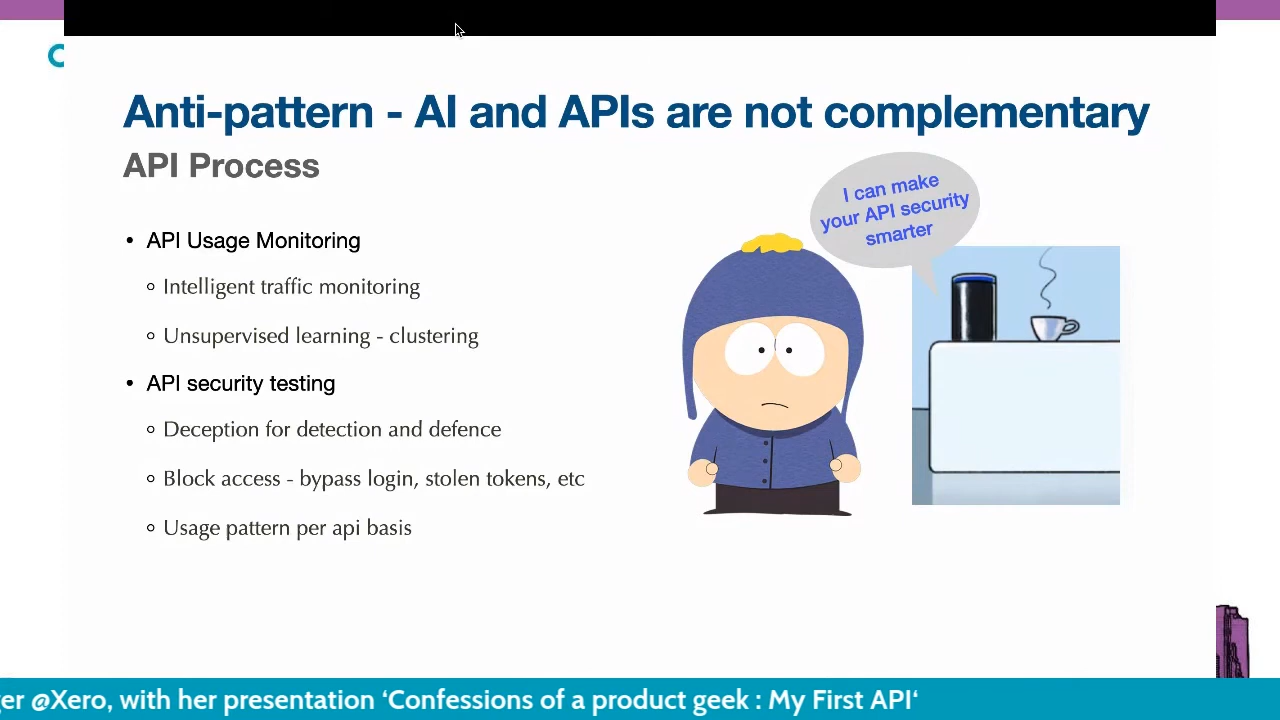 Anti-pattern - AI and APIs are not complementary
API Process
I can make
your API security
smarter
• API Usage Monitoring
Intelligent traffic monitoring
Unsupervised learning - clustering
• API security testing
Deception for detection and defence
Block access - bypass login, stolen tokens, etc
Usage pattern per api basis
er @Xero, with her presentation ‘Confessions of a product geek : My First API‘